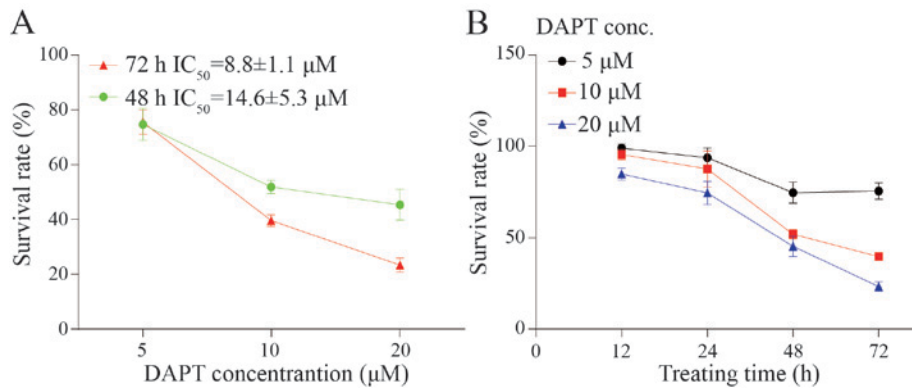 A
72 h IC50=8.8±1.1 μM
48 h IC50=14.6±5.3 μM
Survival rate (%)
100
80
60
40
20
0
5
10
20
DAPT concentrantion (μM)
B
DAPT conc.
5 μM
10 μM
20 μM
Survival rate (%)
150
100
50
0
0
12
24
48
72
Treating time (h)